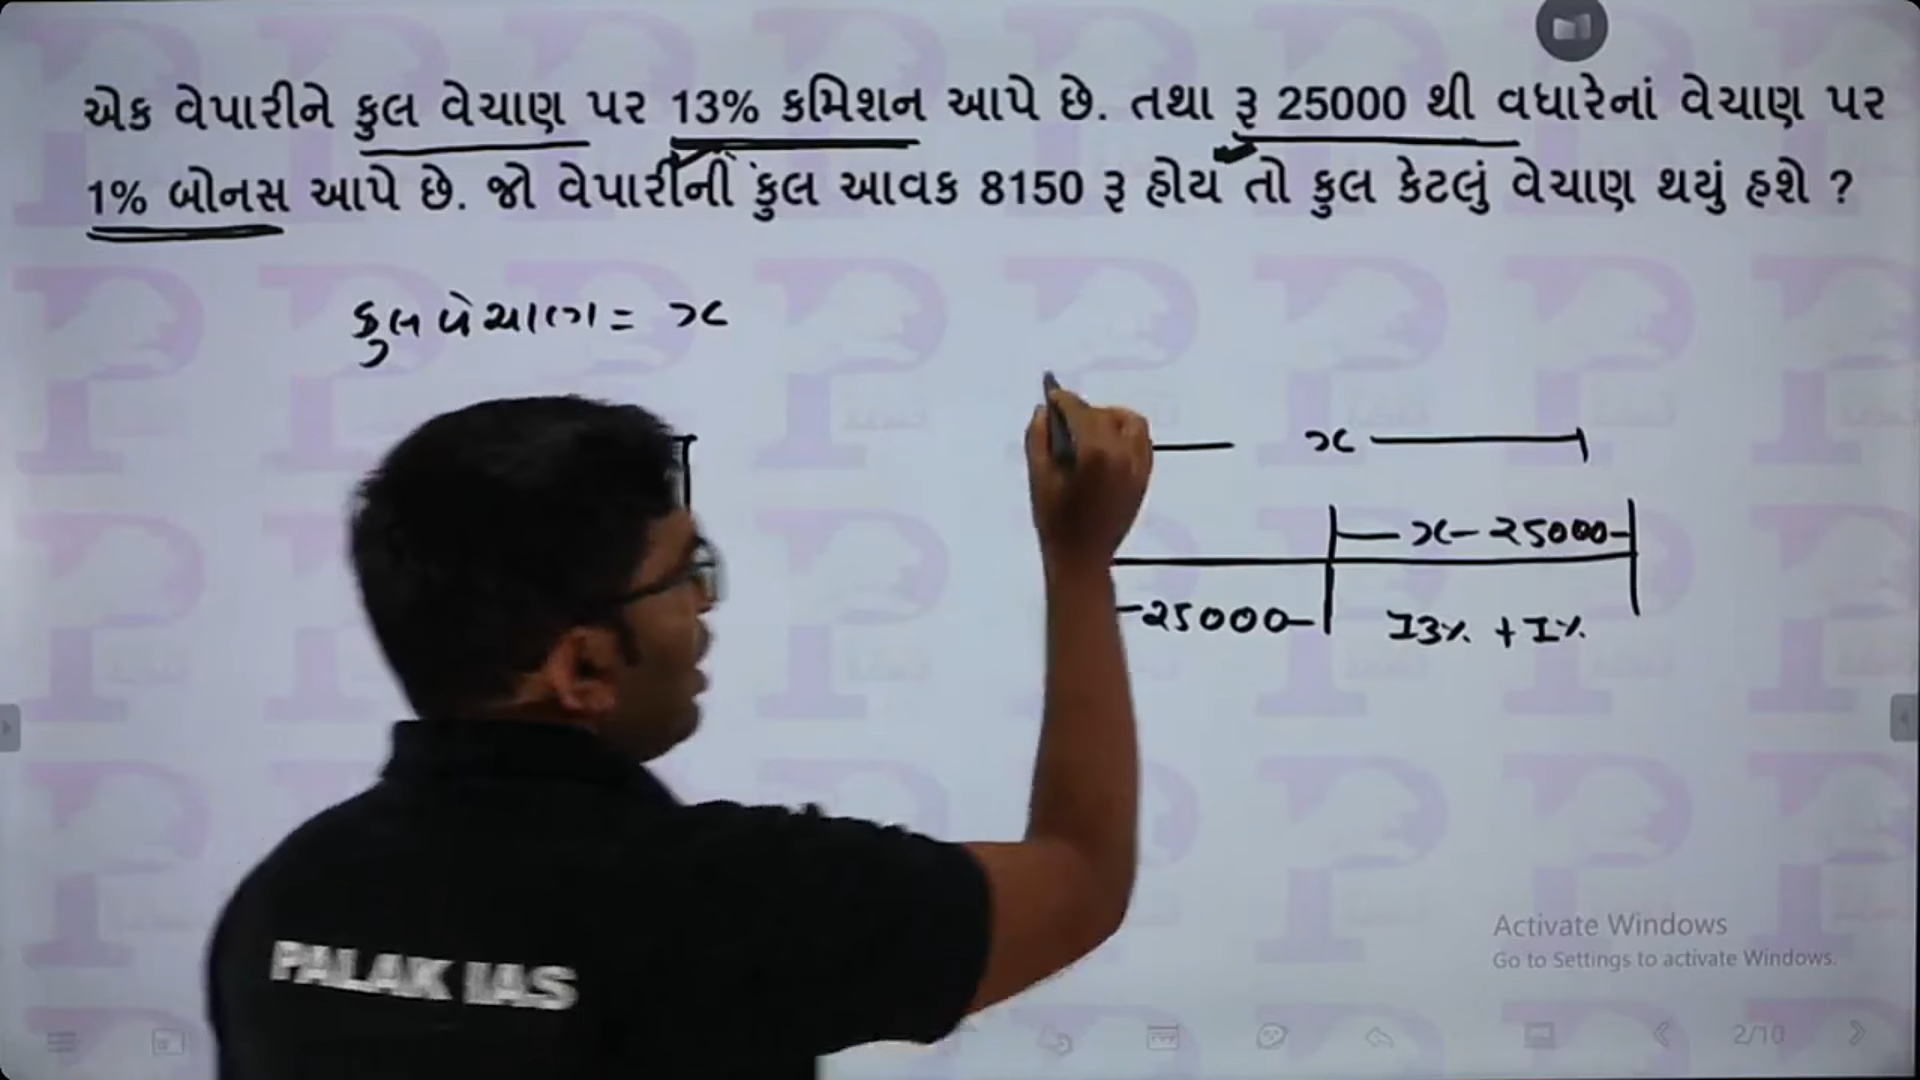 એક વેપારીને કુલ વેચાણ પર 13% કમિશન આપે છે. તથા રૂ 25000 થી વધારેનાં વેચાણ પર
1% બોનસ આપે છે. જો વેપારીની કુલ આવક 8150 રૂ હોય તો કુલ કેટલું વેચાણ થયું હશે ?
કુલ વેચાણ = x
x
x - 25000
25000
13% + 1%
PALAK IAS
Activate Windows
Go to Settings to activate Windows.
2/10